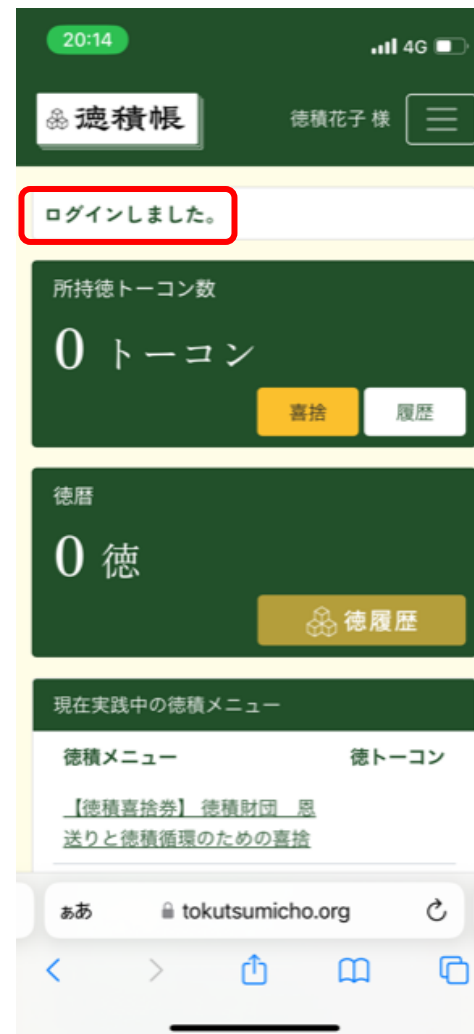 20:14
4G
徳積帳
徳積花子 様
ログインしました。
所持徳トーコン数
0 トーコン
喜捨
履歴
徳暦
0 徳
徳履歴
現在実践中の徳積メニュー
徳積メニュー 徳トーコン
【徳積喜捨券】 徳積財団 恩
送りと徳積循環のための喜捨
ぁあ
tokutsumicho.org